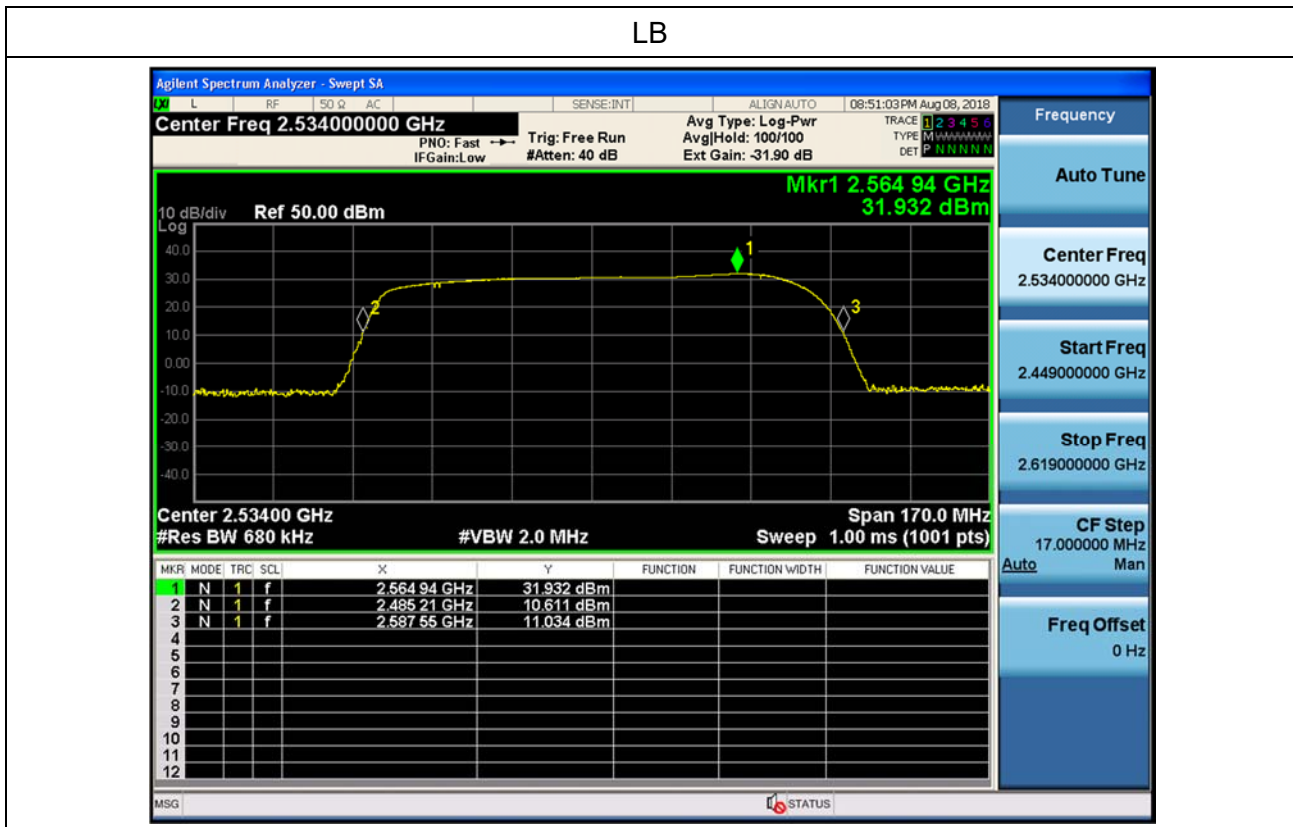 LB
Agilent Spectrum Analyzer - Swept SA
LXI L RF 50 Ω AC SENSE:INT ALIGN AUTO 08:51:03 PM Aug 08, 2018
Center Freq 2.534000000 GHz
PNO: Fast
IFGain:Low
Trig: Free Run
#Atten: 40 dB
Avg Type: Log-Pwr
Avg|Hold: 100/100
Ext Gain: -31.90 dB
TRACE 1 2 3 4 5 6
TYPE M WWWWW
DET P N N N N N
Mkr1 2.564 94 GHz
31.932 dBm
10 dB/div Ref 50.00 dBm
Log
40.0
30.0
20.0
10.0
0.00
-10.0
-20.0
-30.0
-40.0
1
2
3
Center 2.53400 GHz Span 170.0 MHz
#Res BW 680 kHz #VBW 2.0 MHz Sweep 1.00 ms (1001 pts)
MKR MODE TRC SCL X Y FUNCTION FUNCTION WIDTH FUNCTION VALUE
1 N 1 f 2.564 94 GHz 31.932 dBm
2 N 1 f 2.485 21 GHz 10.611 dBm
3 N 1 f 2.587 55 GHz 11.034 dBm
4
5
6
7
8
9
10
11
12
MSG STATUS
Frequency
Auto Tune
Center Freq
2.534000000 GHz
Start Freq
2.449000000 GHz
Stop Freq
2.619000000 GHz
CF Step
17.000000 MHz
Auto Man
Freq Offset
0 Hz